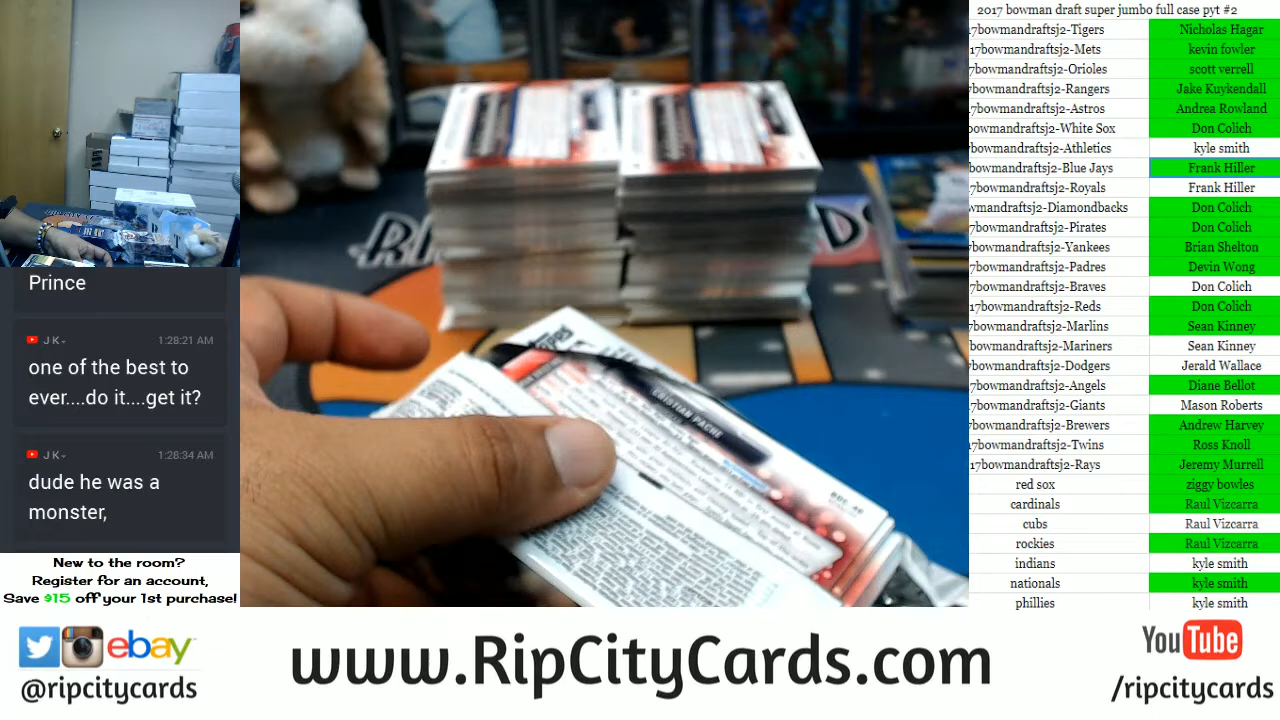 Prince
J K
1:28:21 AM
one of the best to
ever....do it....get it?
J K
1:28:34 AM
dude he was a
monster,
New to the room?
Register for an account,
Save $15 off your 1st purchase!
Topps
CRISTIAN PACHE
2017 bowman draft super jumbo full case pyt #2
17bowmandraftsj2-Tigers Nicholas Hagar
17bowmandraftsj2-Mets kevin fowler
17bowmandraftsj2-Orioles scott verrell
17bowmandraftsj2-Rangers Jake Kuykendall
17bowmandraftsj2-Astros Andrea Rowland
bowmandraftsj2-White Sox Don Colich
7bowmandraftsj2-Athletics kyle smith
bowmandraftsj2-Blue Jays Frank Hiller
7bowmandraftsj2-Royals Frank Hiller
wmandraftsj2-Diamondbacks Don Colich
7bowmandraftsj2-Pirates Don Colich
7bowmandraftsj2-Yankees Brian Shelton
7bowmandraftsj2-Padres Devin Wong
7bowmandraftsj2-Braves Don Colich
17bowmandraftsj2-Reds Don Colich
7bowmandraftsj2-Marlins Sean Kinney
bowmandraftsj2-Mariners Sean Kinney
7bowmandraftsj2-Dodgers Jerald Wallace
7bowmandraftsj2-Angels Diane Bellot
7bowmandraftsj2-Giants Mason Roberts
7bowmandraftsj2-Brewers Andrew Harvey
7bowmandraftsj2-Twins Ross Knoll
17bowmandraftsj2-Rays Jeremy Murrell
red sox ziggy bowles
cardinals Raul Vizcarra
cubs Raul Vizcarra
rockies Raul Vizcarra
indians kyle smith
nationals kyle smith
phillies kyle smith
ebay
@ripcitycards
www.RipCityCards.com
YouTube
/ripcitycards